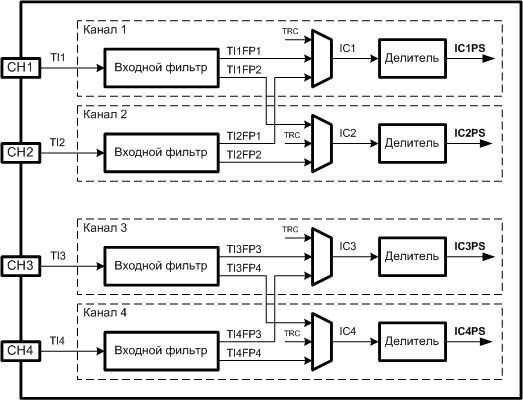 Канал 1
TRC
CH1 TI1 Входной фильтр TI1FP1 IC1 Делитель IC1PS
TI1FP2
Канал 2
CH2 TI2 Входной фильтр TI2FP1 TRC IC2 Делитель IC2PS
TI2FP2
Канал 3
TRC
CH3 TI3 Входной фильтр TI3FP3 IC3 Делитель IC3PS
TI3FP4
Канал 4
CH4 TI4 Входной фильтр TI4FP3 TRC IC4 Делитель IC4PS
TI4FP4